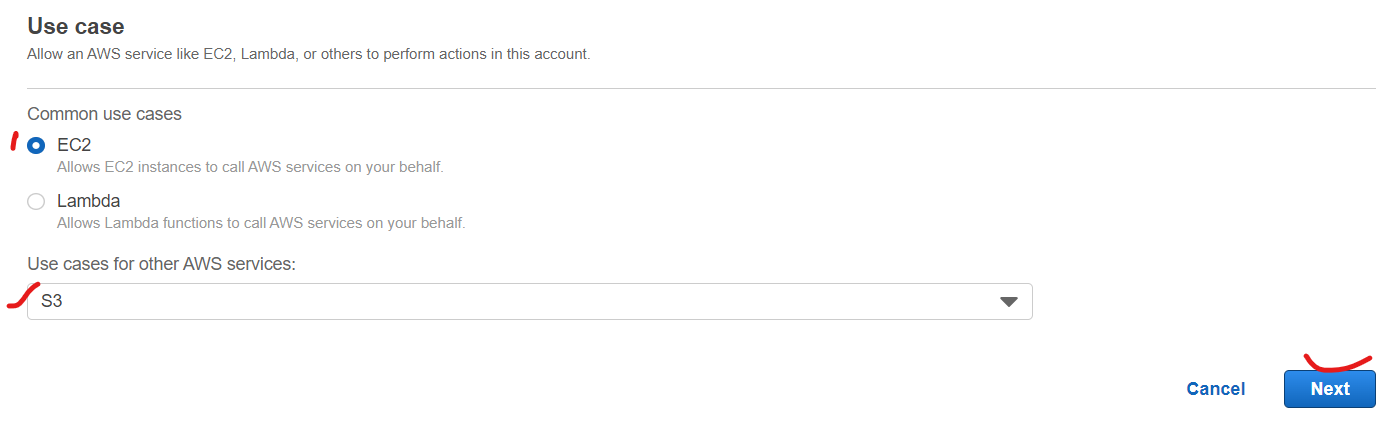 Use case
Allow an AWS service like EC2, Lambda, or others to perform actions in this account.
Common use cases
EC2
Allows EC2 instances to call AWS services on your behalf.
Lambda
Allows Lambda functions to call AWS services on your behalf.
Use cases for other AWS services:
S3
Cancel Next